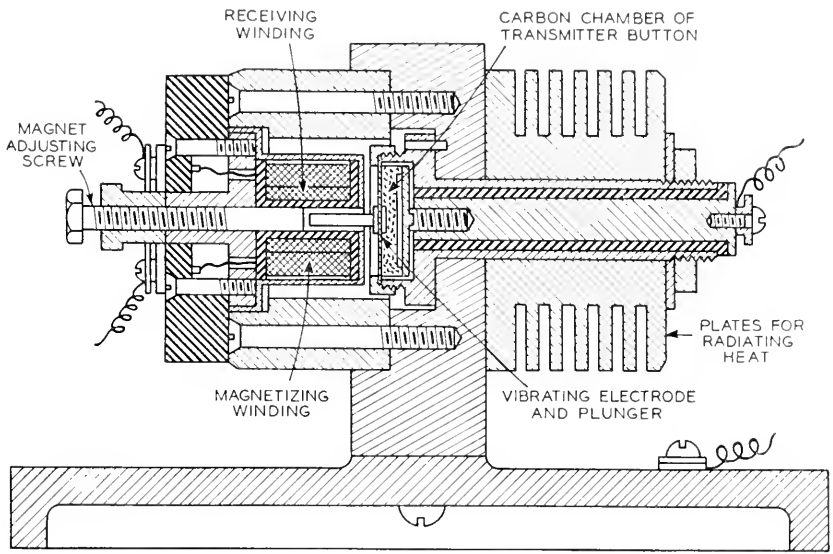 RECEIVING
WINDING
CARBON CHAMBER OF
TRANSMITTER BUTTON
MAGNET
ADJUSTING
SCREW
PLATES FOR
RADIATING
HEAT
MAGNETIZING
WINDING
VIBRATING ELECTRODE
AND PLUNGER